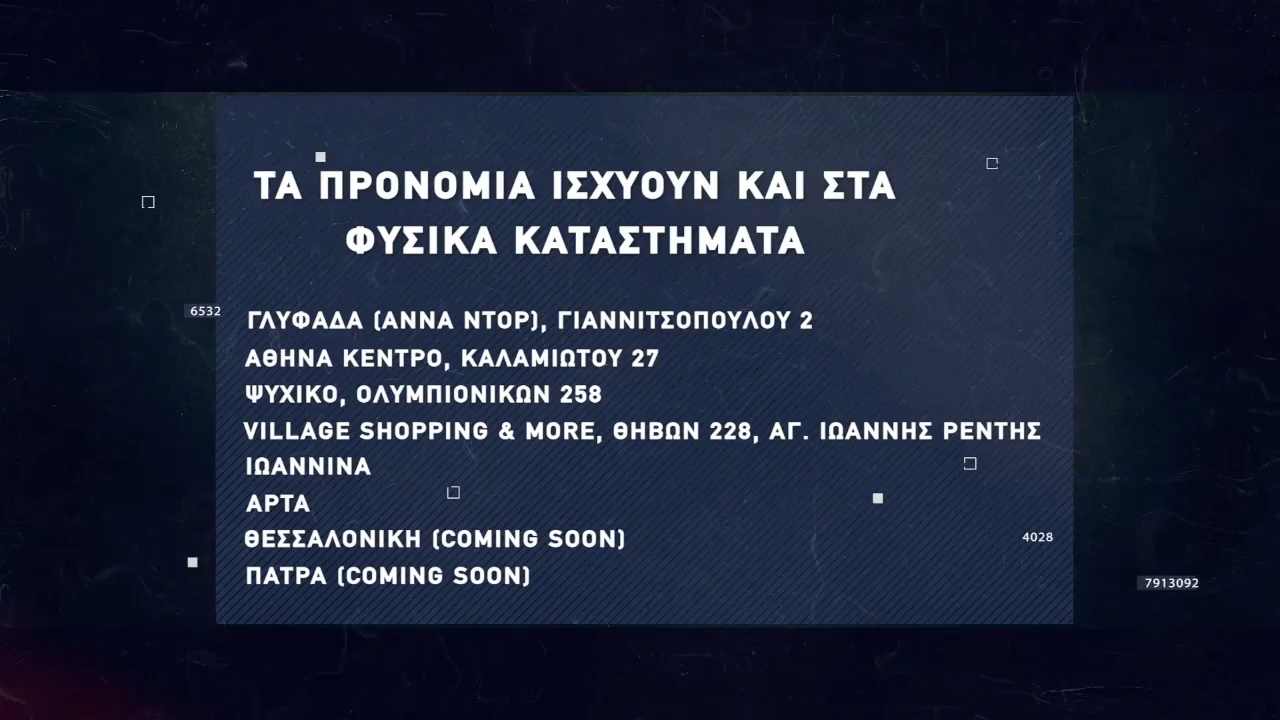 ΤΑ ΠΡΟΝΟΜΙΑ ΙΣΧΥΟΥΝ ΚΑΙ ΣΤΑ
ΦΥΣΙΚΑ ΚΑΤΑΣΤΗΜΑΤΑ
6532
ΓΛΥΦΑΔΑ (ΑΝΝΑ ΝΤΟΡ), ΓΙΑΝΝΙΤΣΟΠΟΥΛΟΥ 2
ΑΘΗΝΑ ΚΕΝΤΡΟ, ΚΑΛΑΜΙΩΤΟΥ 27
ΨΥΧΙΚΟ, ΟΛΥΜΠΙΟΝΙΚΩΝ 258
VILLAGE SHOPPING & MORE, ΘΗΒΩΝ 228, ΑΓ. ΙΩΑΝΝΗΣ ΡΕΝΤΗΣ
ΙΩΑΝΝΙΝΑ
ΑΡΤΑ
ΘΕΣΣΑΛΟΝΙΚΗ (COMING SOON)
4028
ΠΑΤΡΑ (COMING SOON)
7913092